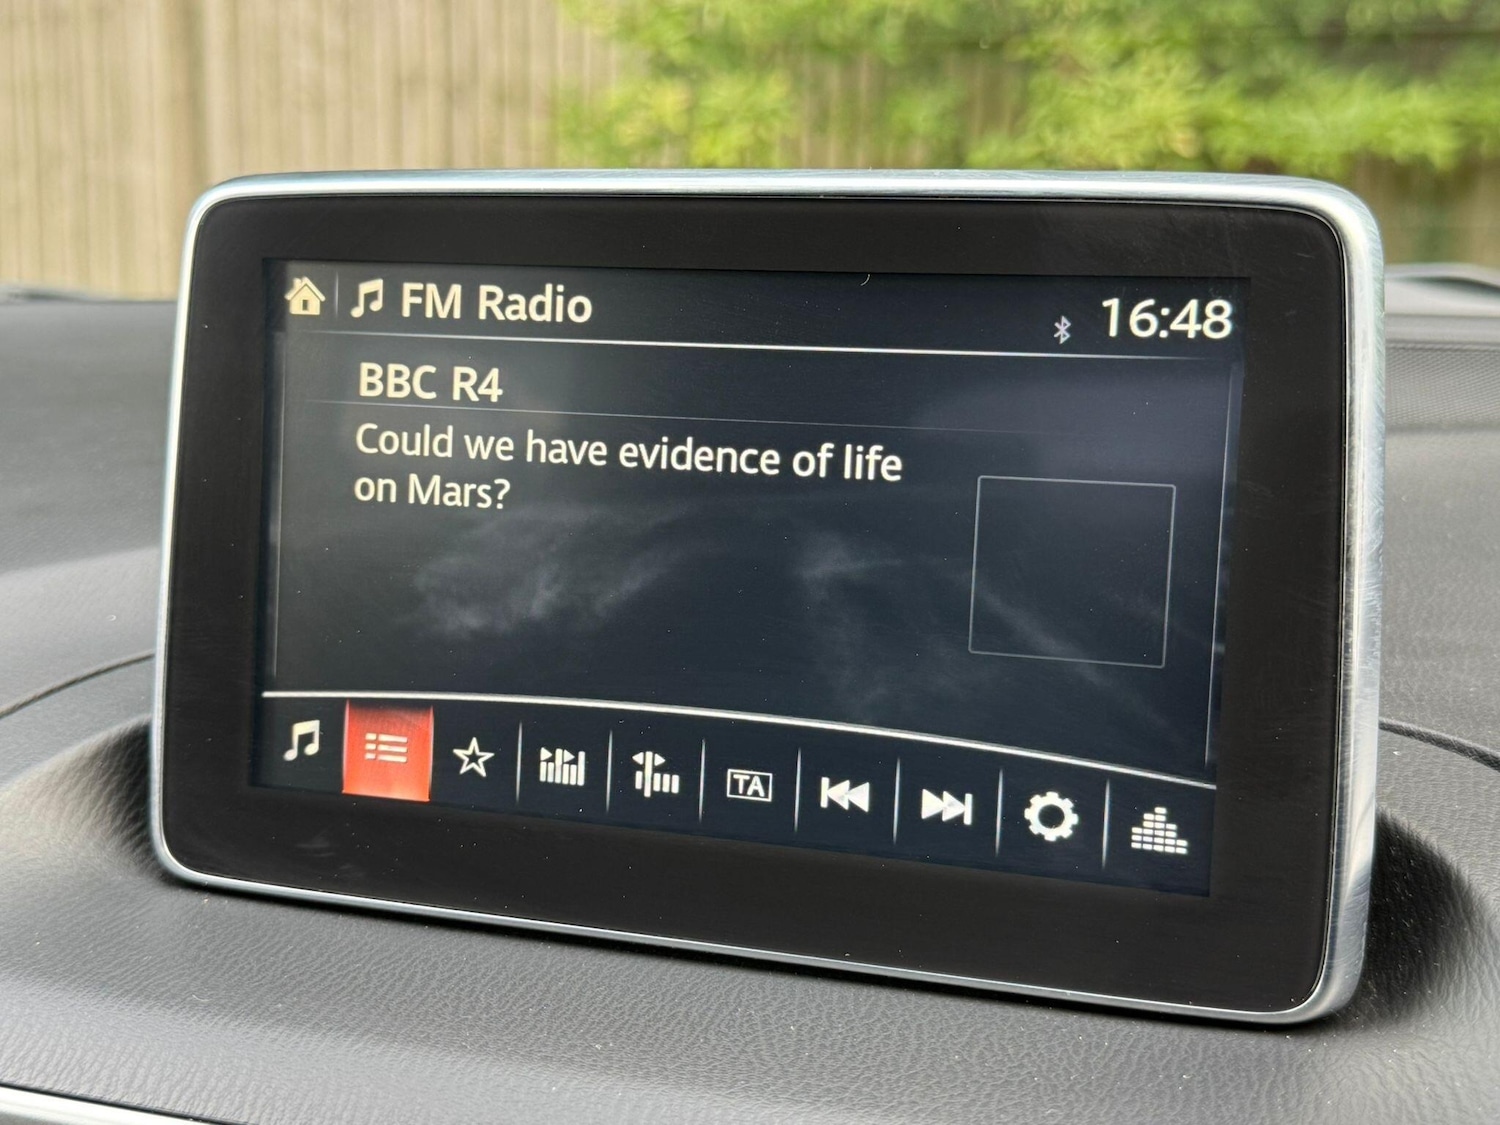 FM Radio
16:48
BBC R4
Could we have evidence of life
on Mars?
TA